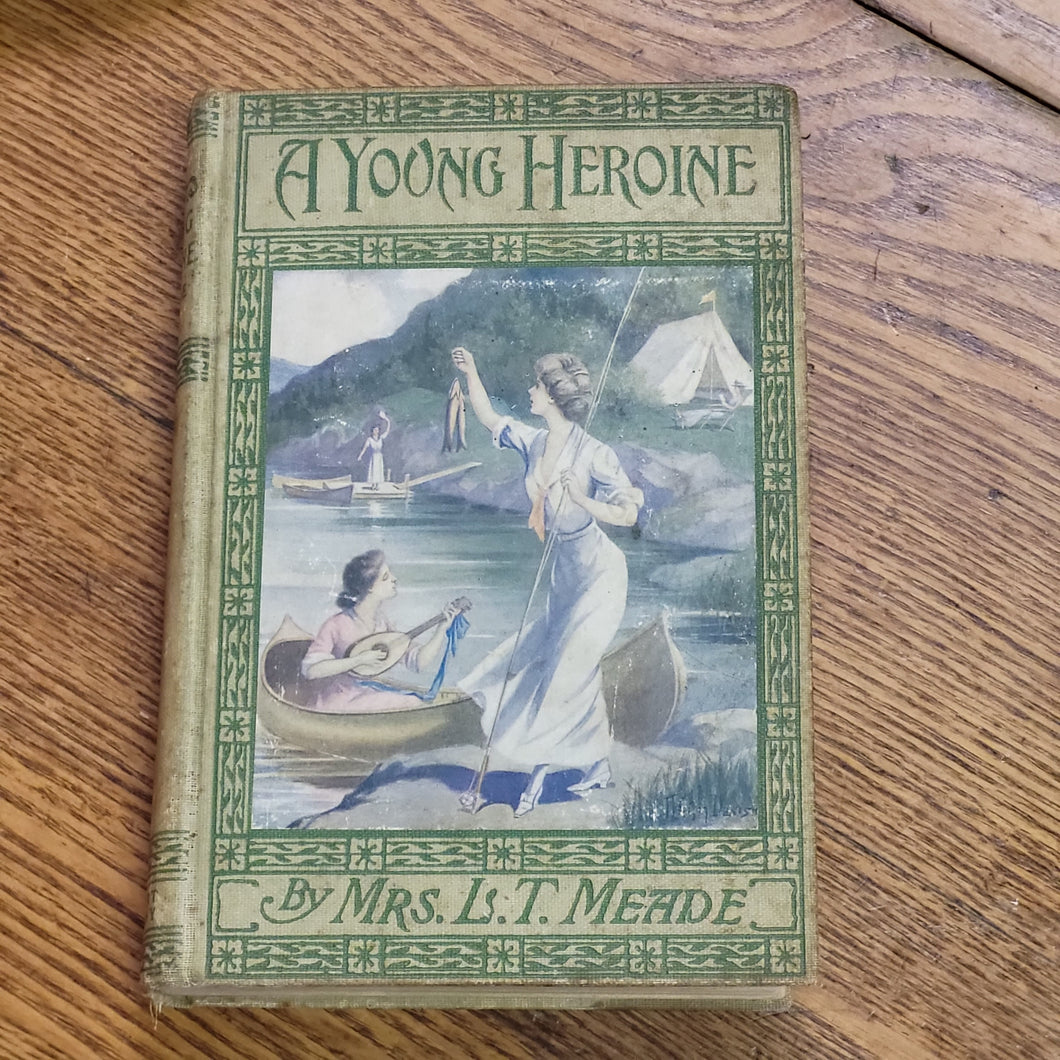 A YOUNG HEROINE
BY MRS. L. T. MEADE